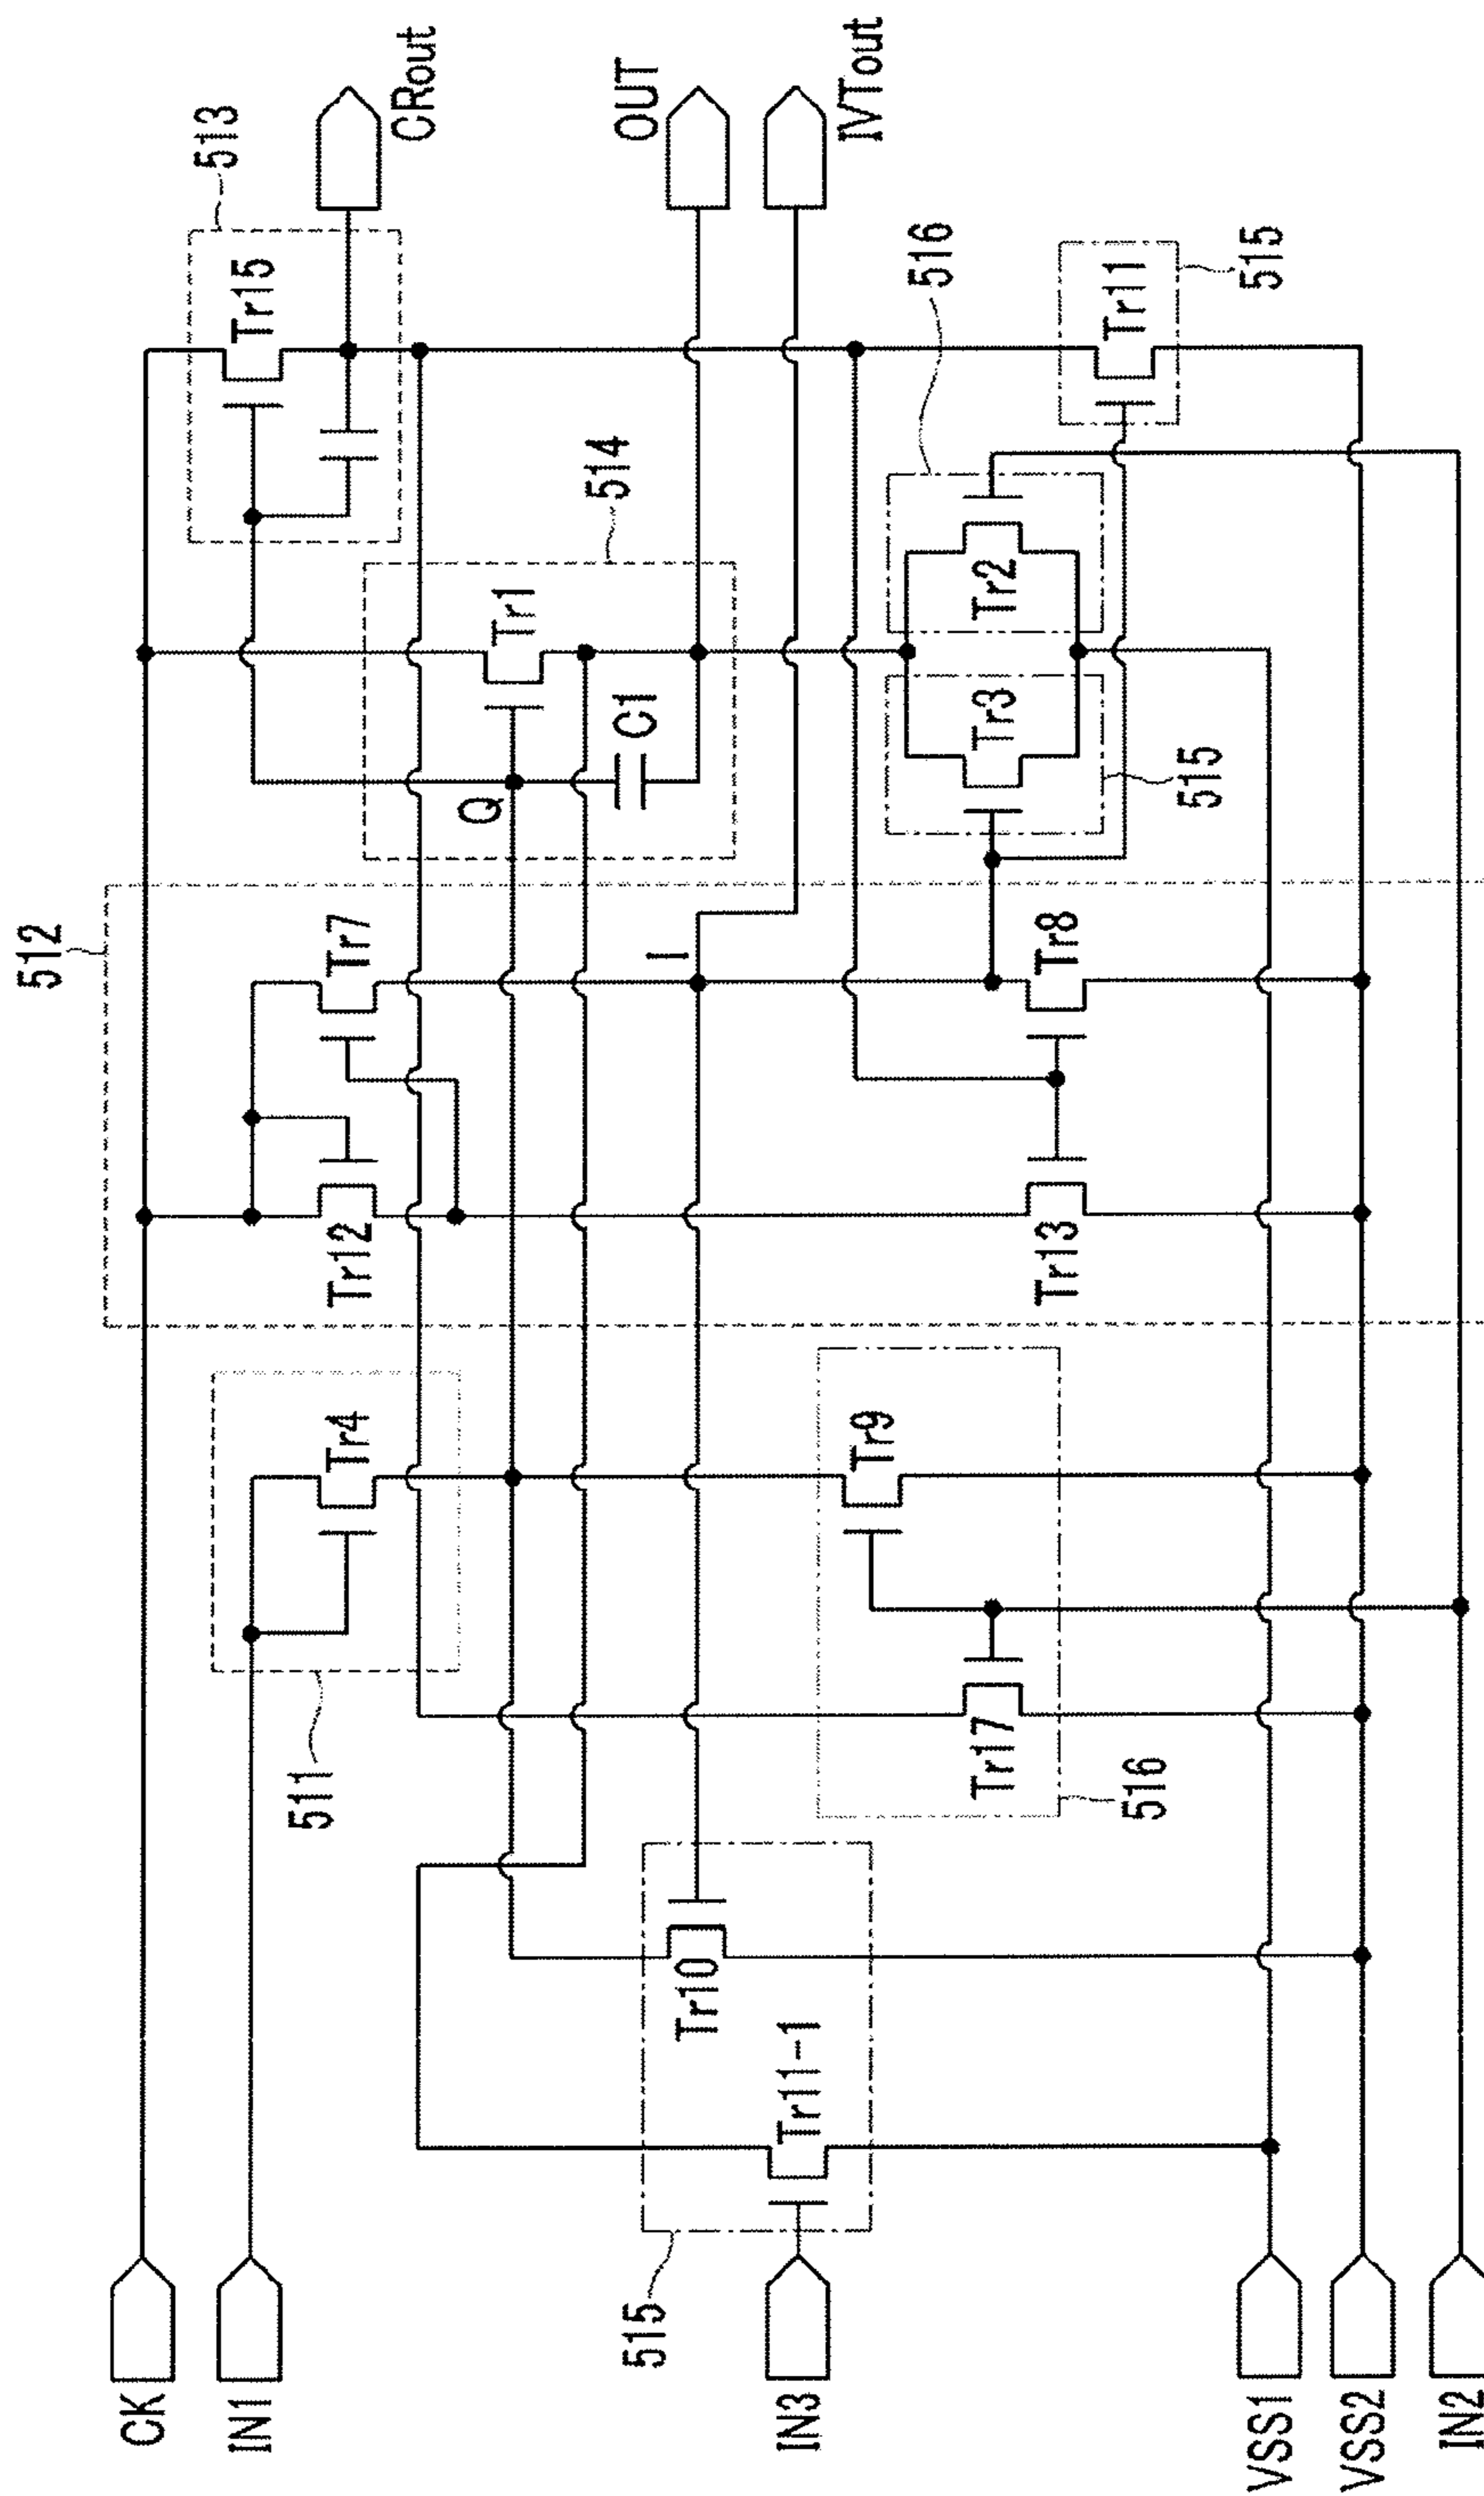 CK
IN1
IN3
VSS1
VSS2
IN2
511
Tr4
515
Tr10
Tr11-1
516
Tr17
Tr9
512
Tr12
Tr7
I
Tr13
Tr8
Q
514
Tr1
C1
513
Tr15
515
Tr3
Tr2
516
Tr11
515
CRout
OUT
IVTout